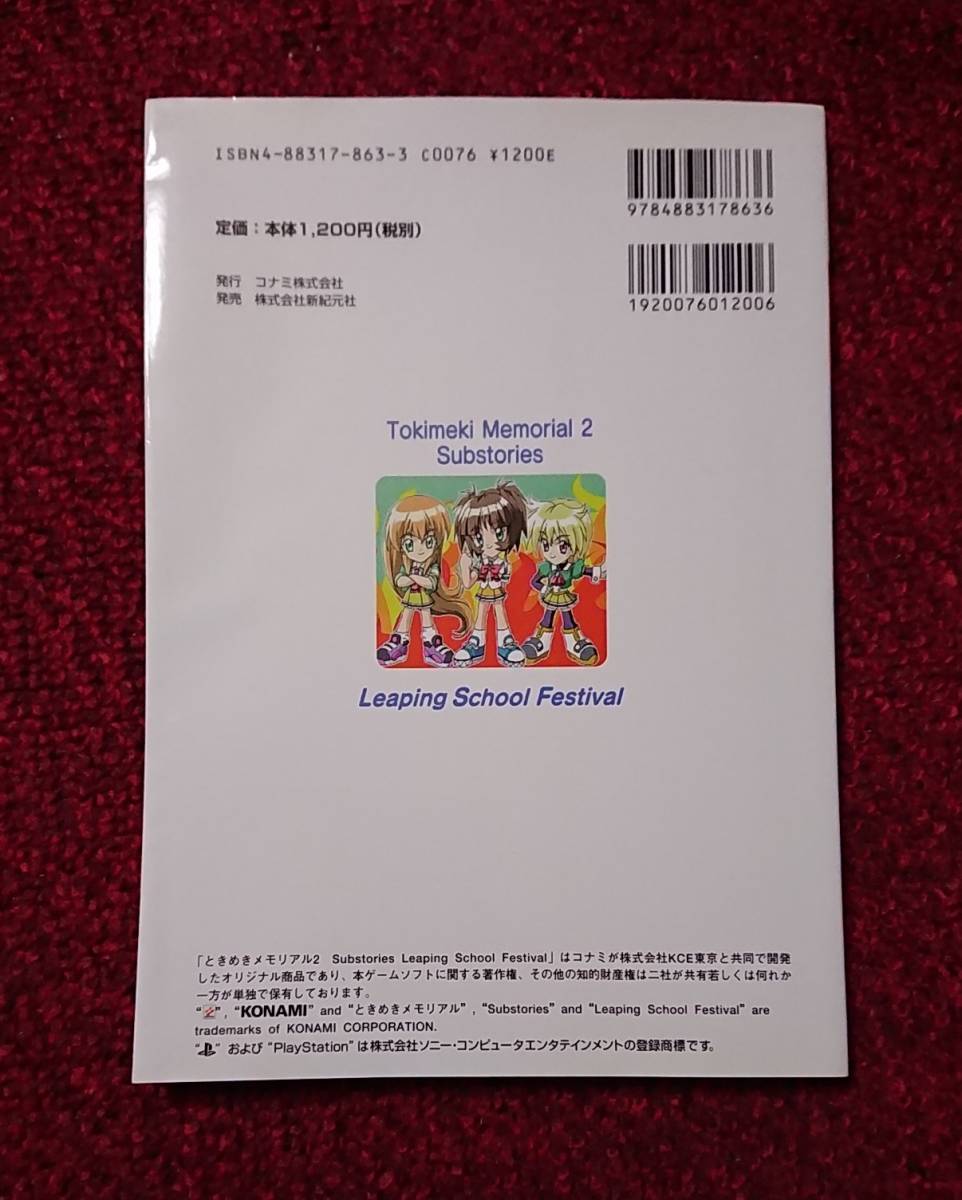 ISBN4-88317-863-3 C0076 ¥1200E
9784883178636
定価：本体1,200円（税別）
発行 コナミ株式会社
発売 株式会社新紀元社
1920076012006
Tokimeki Memorial 2
Substories
Leaping School Festival
「ときめきメモリアル2 Substories Leaping School Festival」はコナミが株式会社KCE東京と共同で開発
したオリジナル商品であり、本ゲームソフトに関する著作権、その他の知的財産権は二社が共有若しくは何れか
一方が単独で保有しております。
“ ”, “KONAMI” and “ときめきメモリアル”, “Substories” and “Leaping School Festival” are
trademarks of KONAMI CORPORATION.
“ ” および “PlayStation” は株式会社ソニー・コンピュータエンタテインメントの登録商標です。